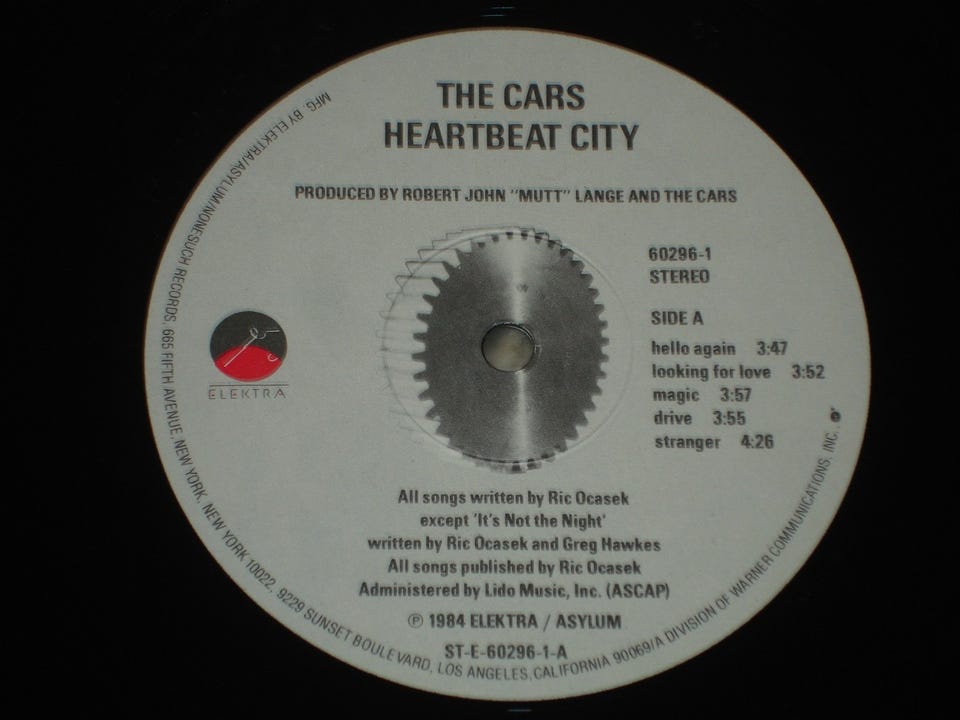 THE CARS
HEARTBEAT CITY
PRODUCED BY ROBERT JOHN "MUTT" LANGE AND THE CARS
60296-1
STEREO
SIDE A
hello again 3:47
looking for love 3:52
magic 3:57
drive 3:55
stranger 4:26
ELEKTRA
All songs written by Ric Ocasek
except 'It's Not the Night'
written by Ric Ocasek and Greg Hawkes
All songs published by Ric Ocasek
Administered by Lido Music, Inc. (ASCAP)
℗ 1984 ELEKTRA / ASYLUM
ST-E-60296-1-A
MFG. BY ELEKTRA/ASYLUM/NONESUCH RECORDS, 665 FIFTH AVENUE, NEW YORK, NEW YORK 10022, 9229 SUNSET BOULEVARD, LOS ANGELES, CALIFORNIA 90069/A DIVISION OF WARNER COMMUNICATIONS, INC.